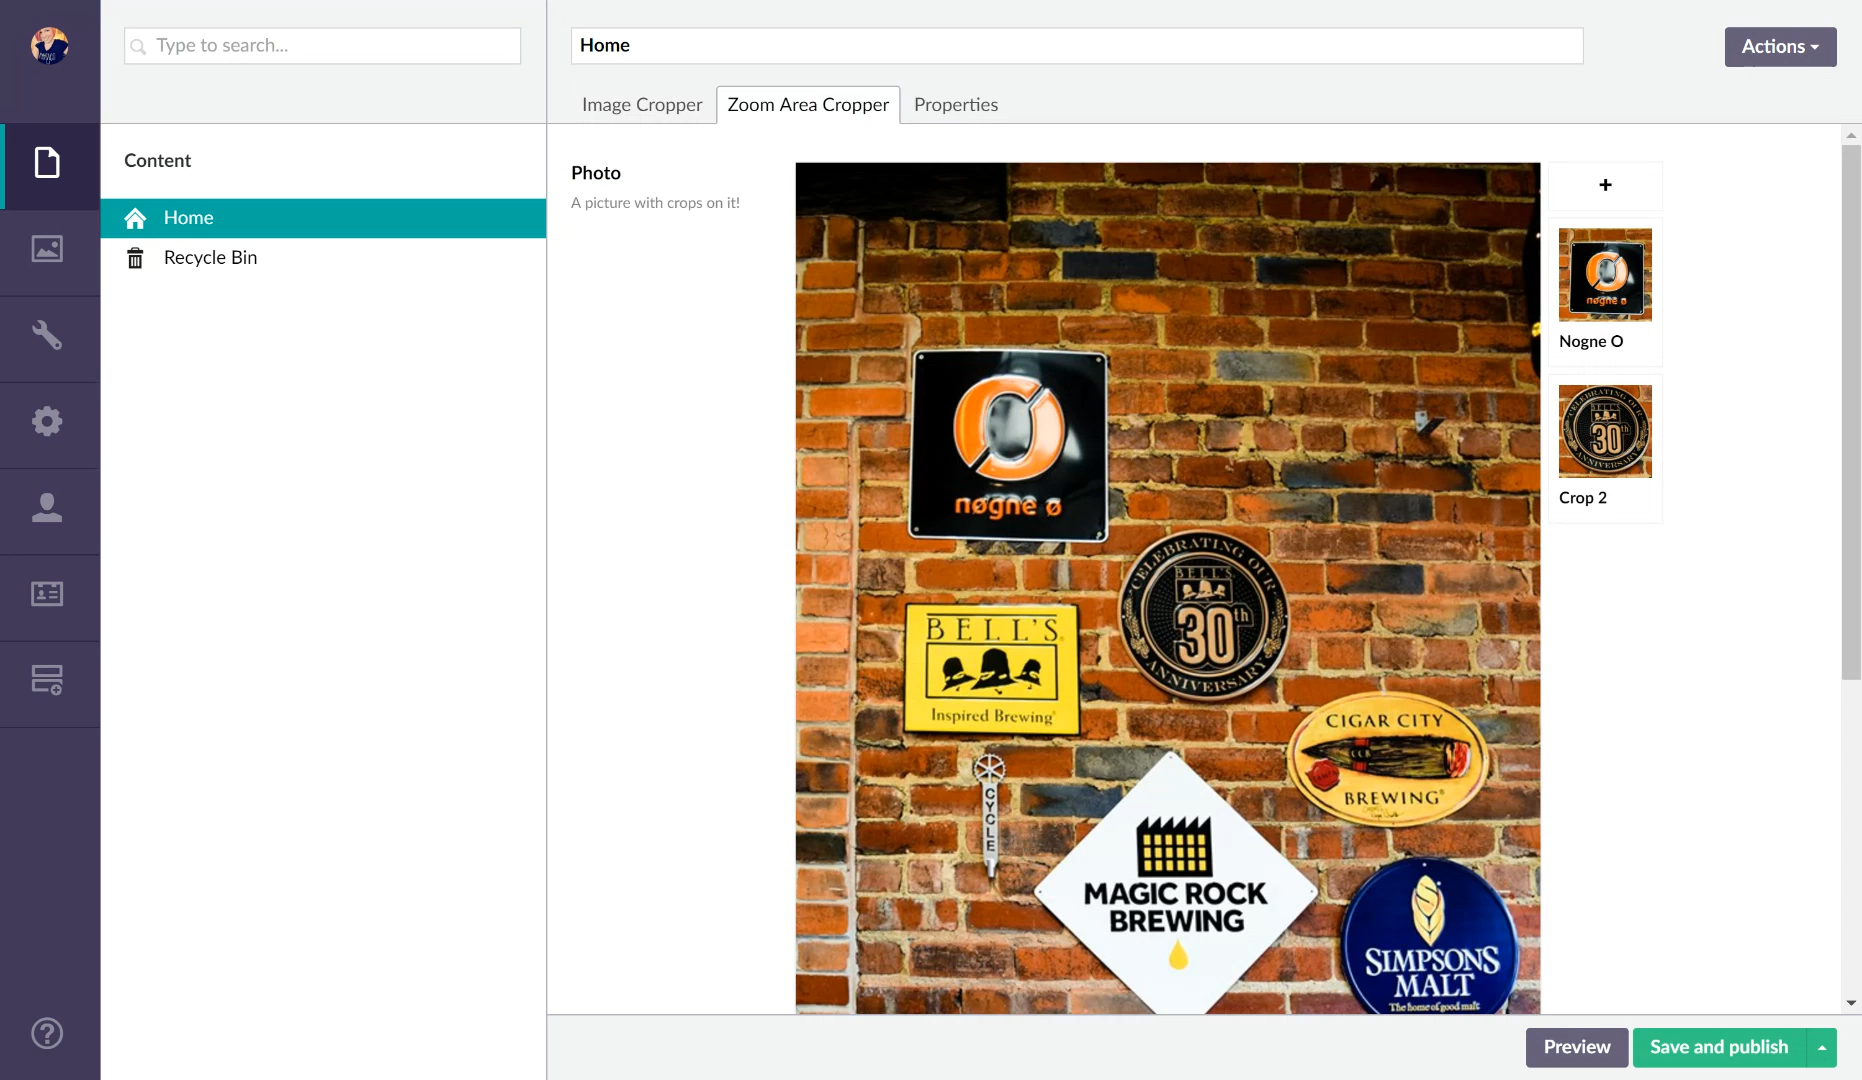 Type to search...
Home
Actions
Image Cropper
Zoom Area Cropper
Properties
Content
Home
Recycle Bin
Photo
A picture with crops on it!
+
nøgne ø
Nogne O
Crop 2
CELEBRATING OUR
BELL'S
30th
ANNIVERSARY
BELL'S
Inspired Brewing
CIGAR CITY
BREWING
CYCLE
MAGIC ROCK
BREWING
SIMPSONS
MALT
The home of good malt
Preview
Save and publish